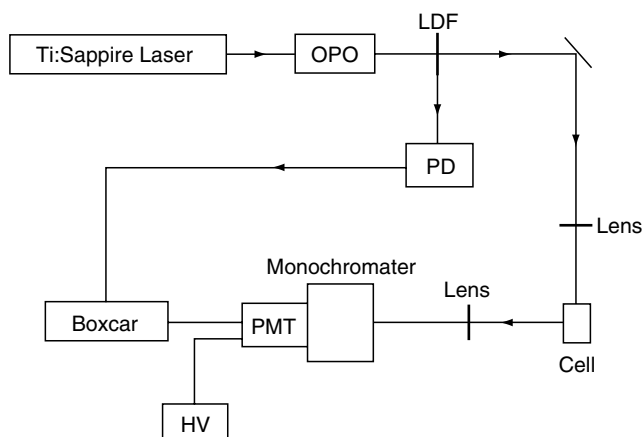 LDF
Ti:Sappire Laser
OPO
PD
Lens
Monochromater
Lens
Boxcar
PMT
Cell
HV